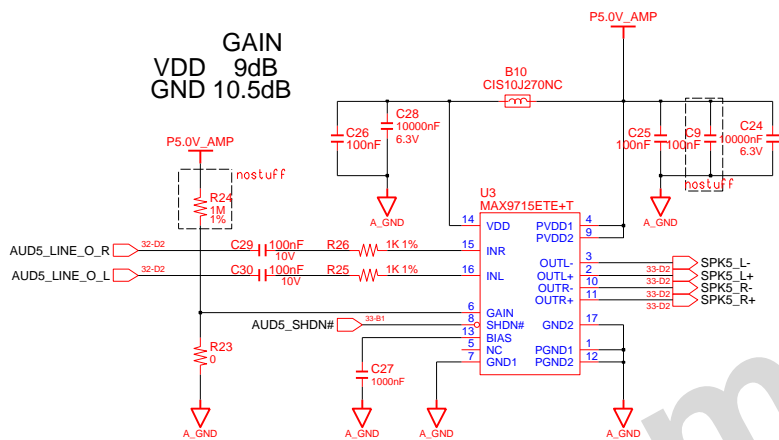 GAIN
VDD 9dB
GND 10.5dB
P5.0V_AMP
B10
CIS10J270NC
C26
100nF
C28
10000nF
6.3V
C25
100nF
C9
100nF
C24
10000nF
6.3V
nostuff
A_GND
A_GND
P5.0V_AMP
nostuff
R24
1M
1%
U3
MAX9715ETE+T
AUD5_LINE_O_R
32-D2
C29
100nF
10V
R26
1K 1%
AUD5_LINE_O_L
32-D2
C30
100nF
10V
R25
1K 1%
14
VDD
15
INR
16
INL
6
GAIN
8
SHDN#
13
BIAS
5
NC
7
GND1
PVDD1
4
PVDD2
9
OUTL-
3
OUTL+
2
OUTR-
10
OUTR+
11
GND2
17
PGND1
1
PGND2
12
SPK5_L-
33-D2
SPK5_L+
33-D2
SPK5_R-
33-D2
SPK5_R+
33-D2
AUD5_SHDN#
33-B1
R23
0
C27
1000nF
A_GND
A_GND
A_GND
A_GND